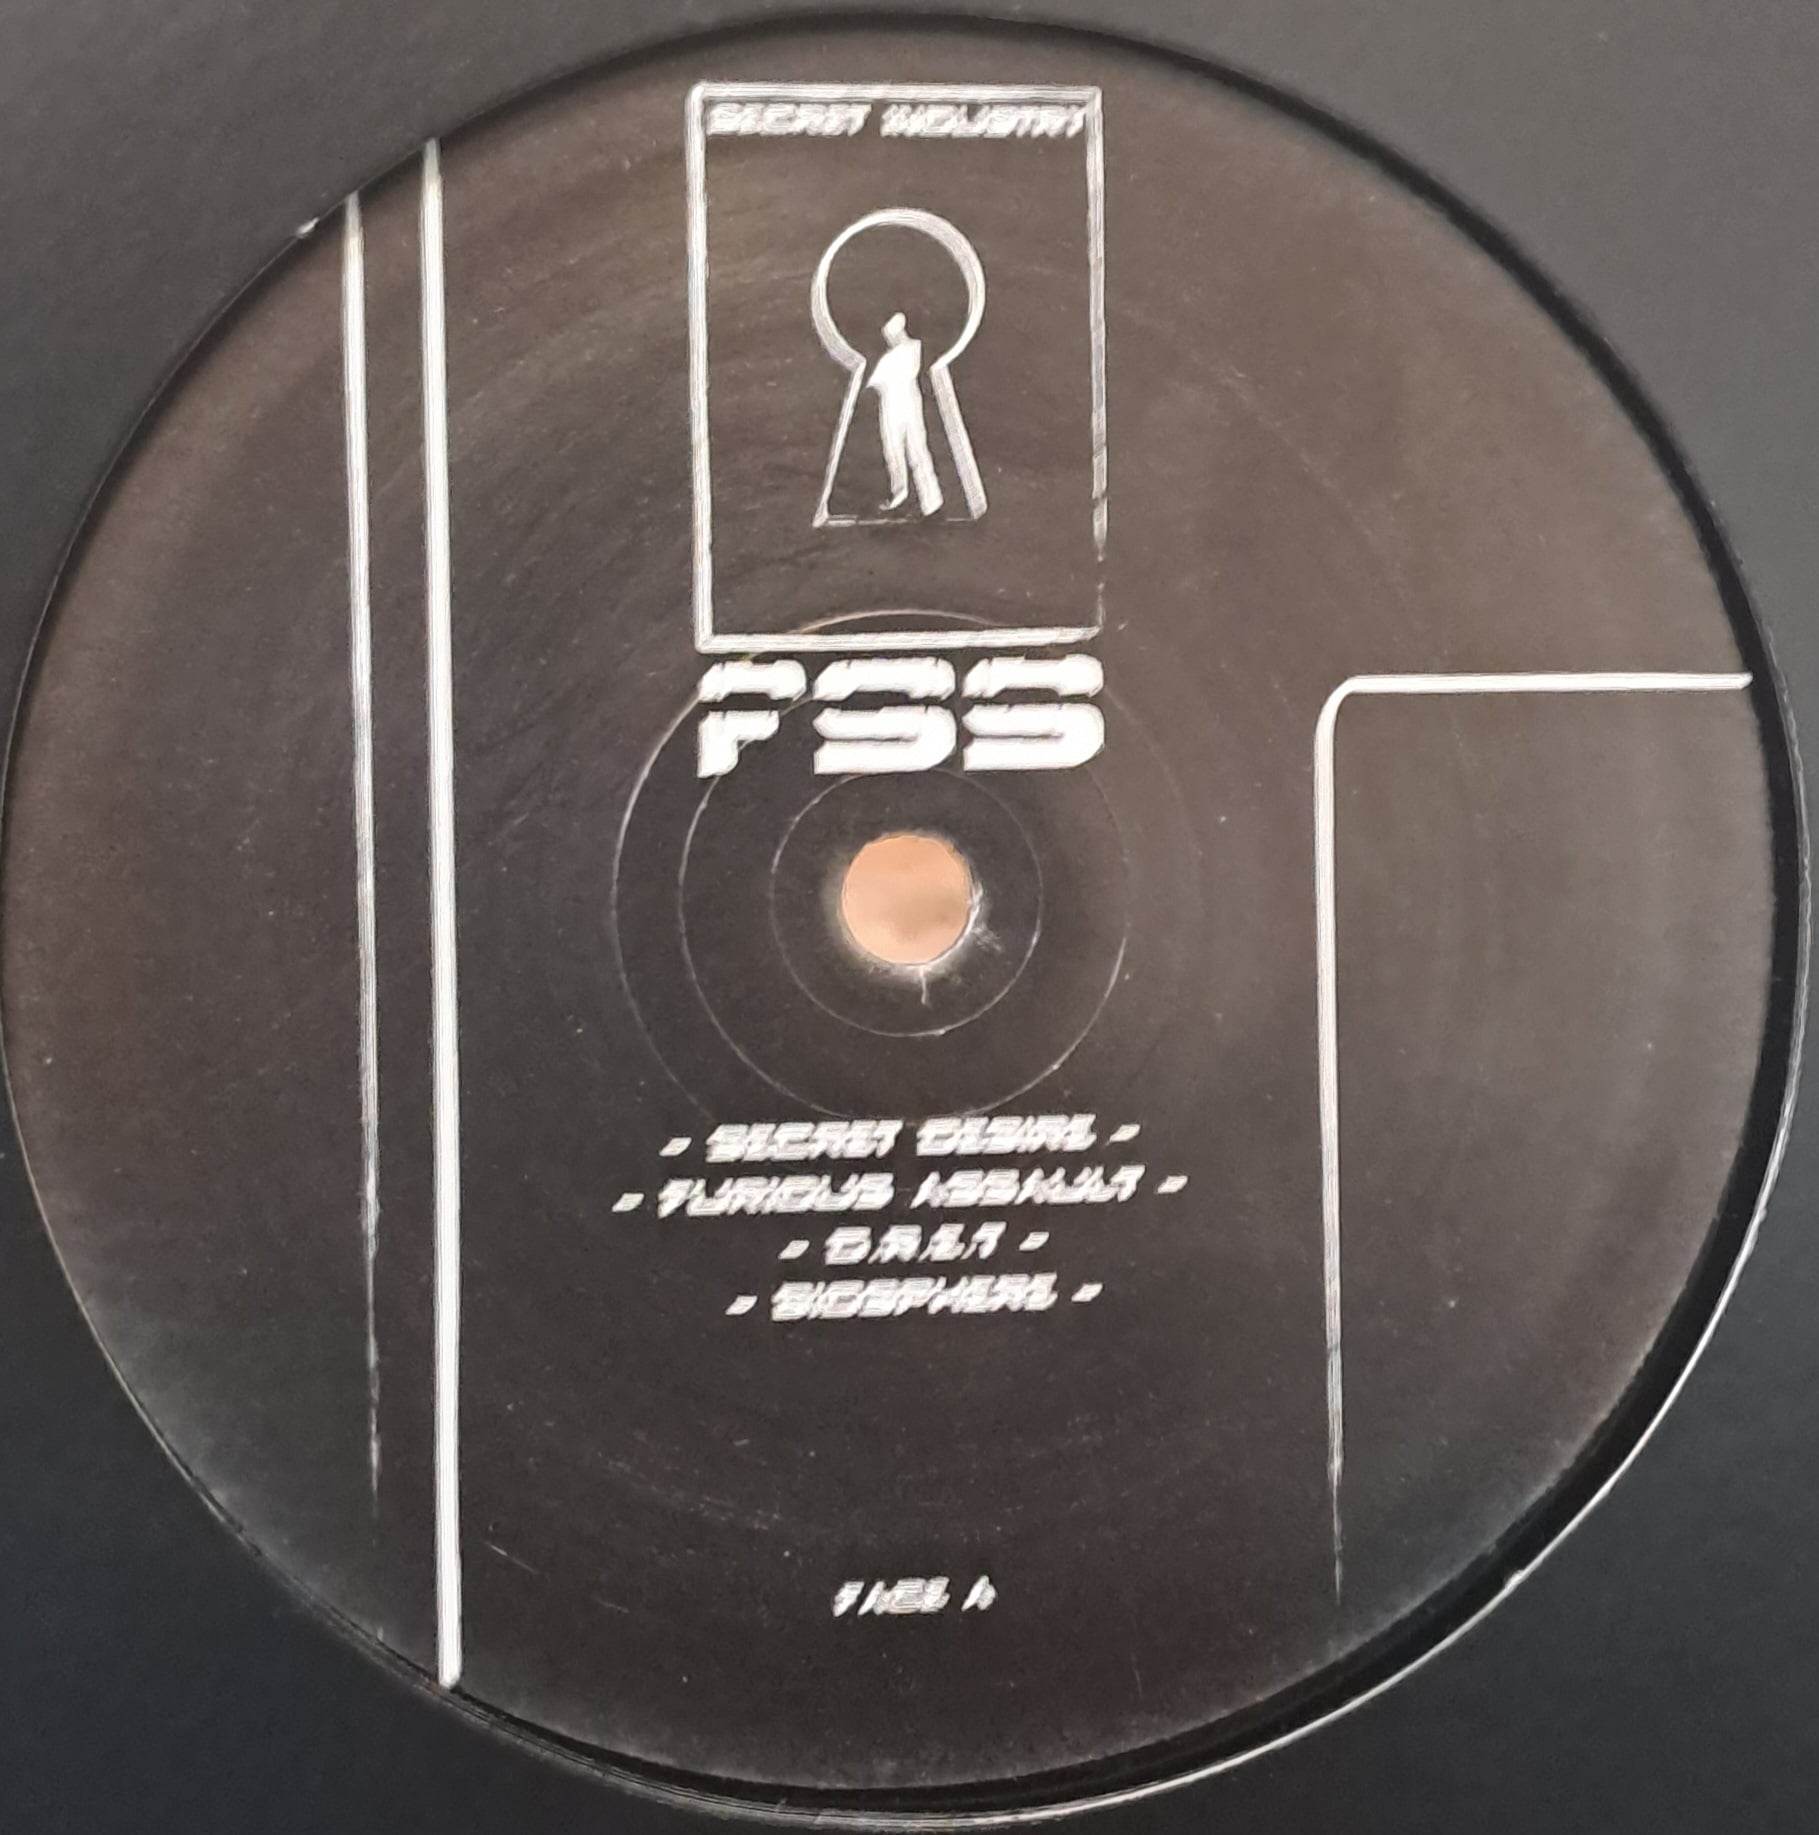 SECRET INDUSTRY
FSS
- SECRET DESIRE -
- FURIOUS ASSAULT -
- BIOSPHERE -
FACE A